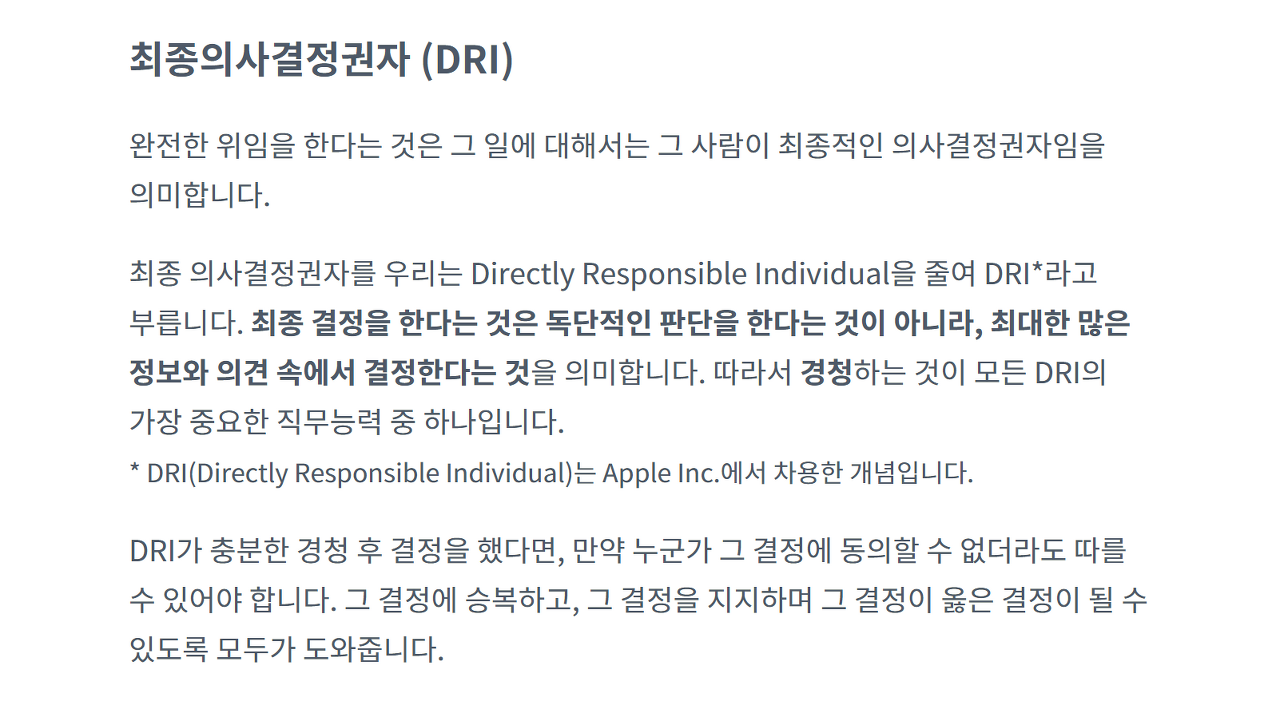 최종의사결정권자 (DRI)
완전한 위임을 한다는 것은 그 일에 대해서는 그 사람이 최종적인 의사결정권자임을
의미합니다.
최종 의사결정권자를 우리는 Directly Responsible Individual을 줄여 DRI*라고
부릅니다. 최종 결정을 한다는 것은 독단적인 판단을 한다는 것이 아니라, 최대한 많은
정보와 의견 속에서 결정한다는 것을 의미합니다. 따라서 경청하는 것이 모든 DRI의
가장 중요한 직무능력 중 하나입니다.
* DRI(Directly Responsible Individual)는 Apple Inc.에서 차용한 개념입니다.
DRI가 충분한 경청 후 결정을 했다면, 만약 누군가 그 결정에 동의할 수 없더라도 따를
수 있어야 합니다. 그 결정에 승복하고, 그 결정을 지지하며 그 결정이 옳은 결정이 될 수
있도록 모두가 도와줍니다.